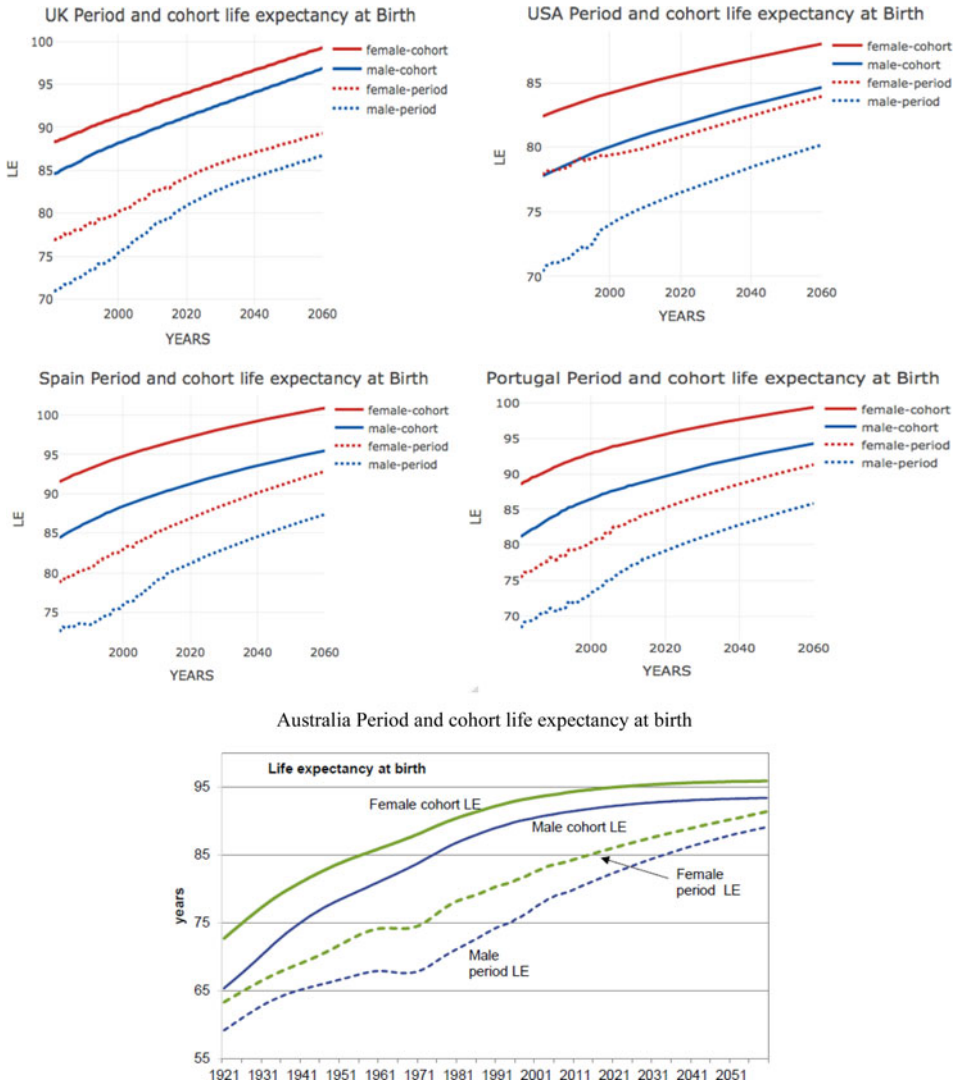 UK Period and cohort life expectancy at Birth
100
95
90
85
80
75
70
LE
2000
2020
2040
2060
YEARS
female-cohort
male-cohort
female-period
male-period
USA Period and cohort life expectancy at Birth
85
80
75
70
LE
2000
2020
2040
2060
YEARS
female-cohort
male-cohort
female-period
male-period
Spain Period and cohort life expectancy at Birth
100
95
90
85
80
75
LE
2000
2020
2040
2060
YEARS
female-cohort
male-cohort
female-period
male-period
Portugal Period and cohort life expectancy at Birth
100
95
90
85
80
75
70
LE
2000
2020
2040
2060
YEARS
female-cohort
male-cohort
female-period
male-period
Australia Period and cohort life expectancy at birth
Life expectancy at birth
95
85
75
65
55
years
Female cohort LE
Male cohort LE
Female
period LE
Male
period LE
1921 1931 1941 1951 1961 1971 1981 1991 2001 2011 2021 2031 2041 2051